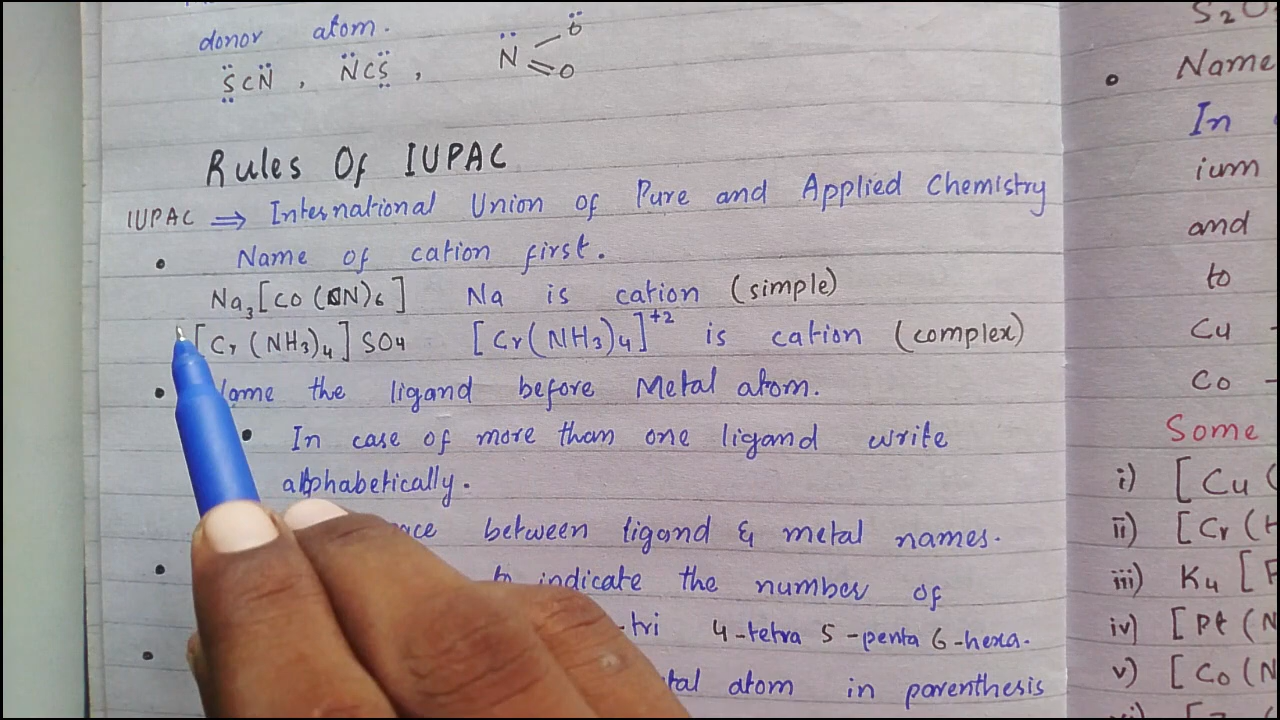 donor atom.
SCN , NCS , N O O
Rules Of IUPAC
IUPAC ⇒ International Union of Pure and Applied Chemistry
• Name of cation first.
Na3[CO(CN)6] Na is cation (simple)
[Cr(NH3)4]SO4 [Cr(NH3)4]+2 is cation (complex)
• Name the ligand before Metal atom.
• In case of more than one ligand write
alphabetically.
between ligand & metal names.
• to indicate the number of
-tri 4-tetra 5-penta 6-hexa.
• atom in parenthesis
• Name
In
ium
and
to
Cu
Co
Some
i) [Cu
ii) [Cr(
iii) K4[
iv) [Pt(N
v) [Co(N